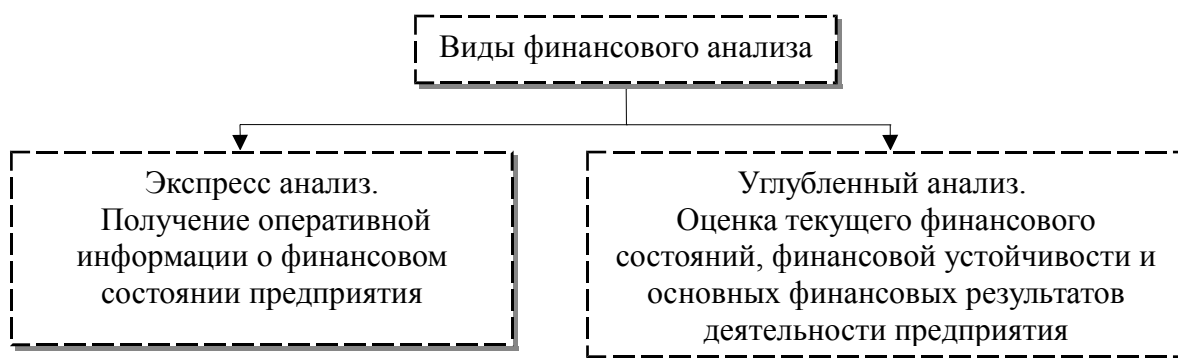 Виды финансового анализа
Экспресс анализ.
Получение оперативной
информации о финансовом
состоянии предприятия
Углубленный анализ.
Оценка текущего финансового
состояний, финансовой устойчивости и
основных финансовых результатов
деятельности предприятия